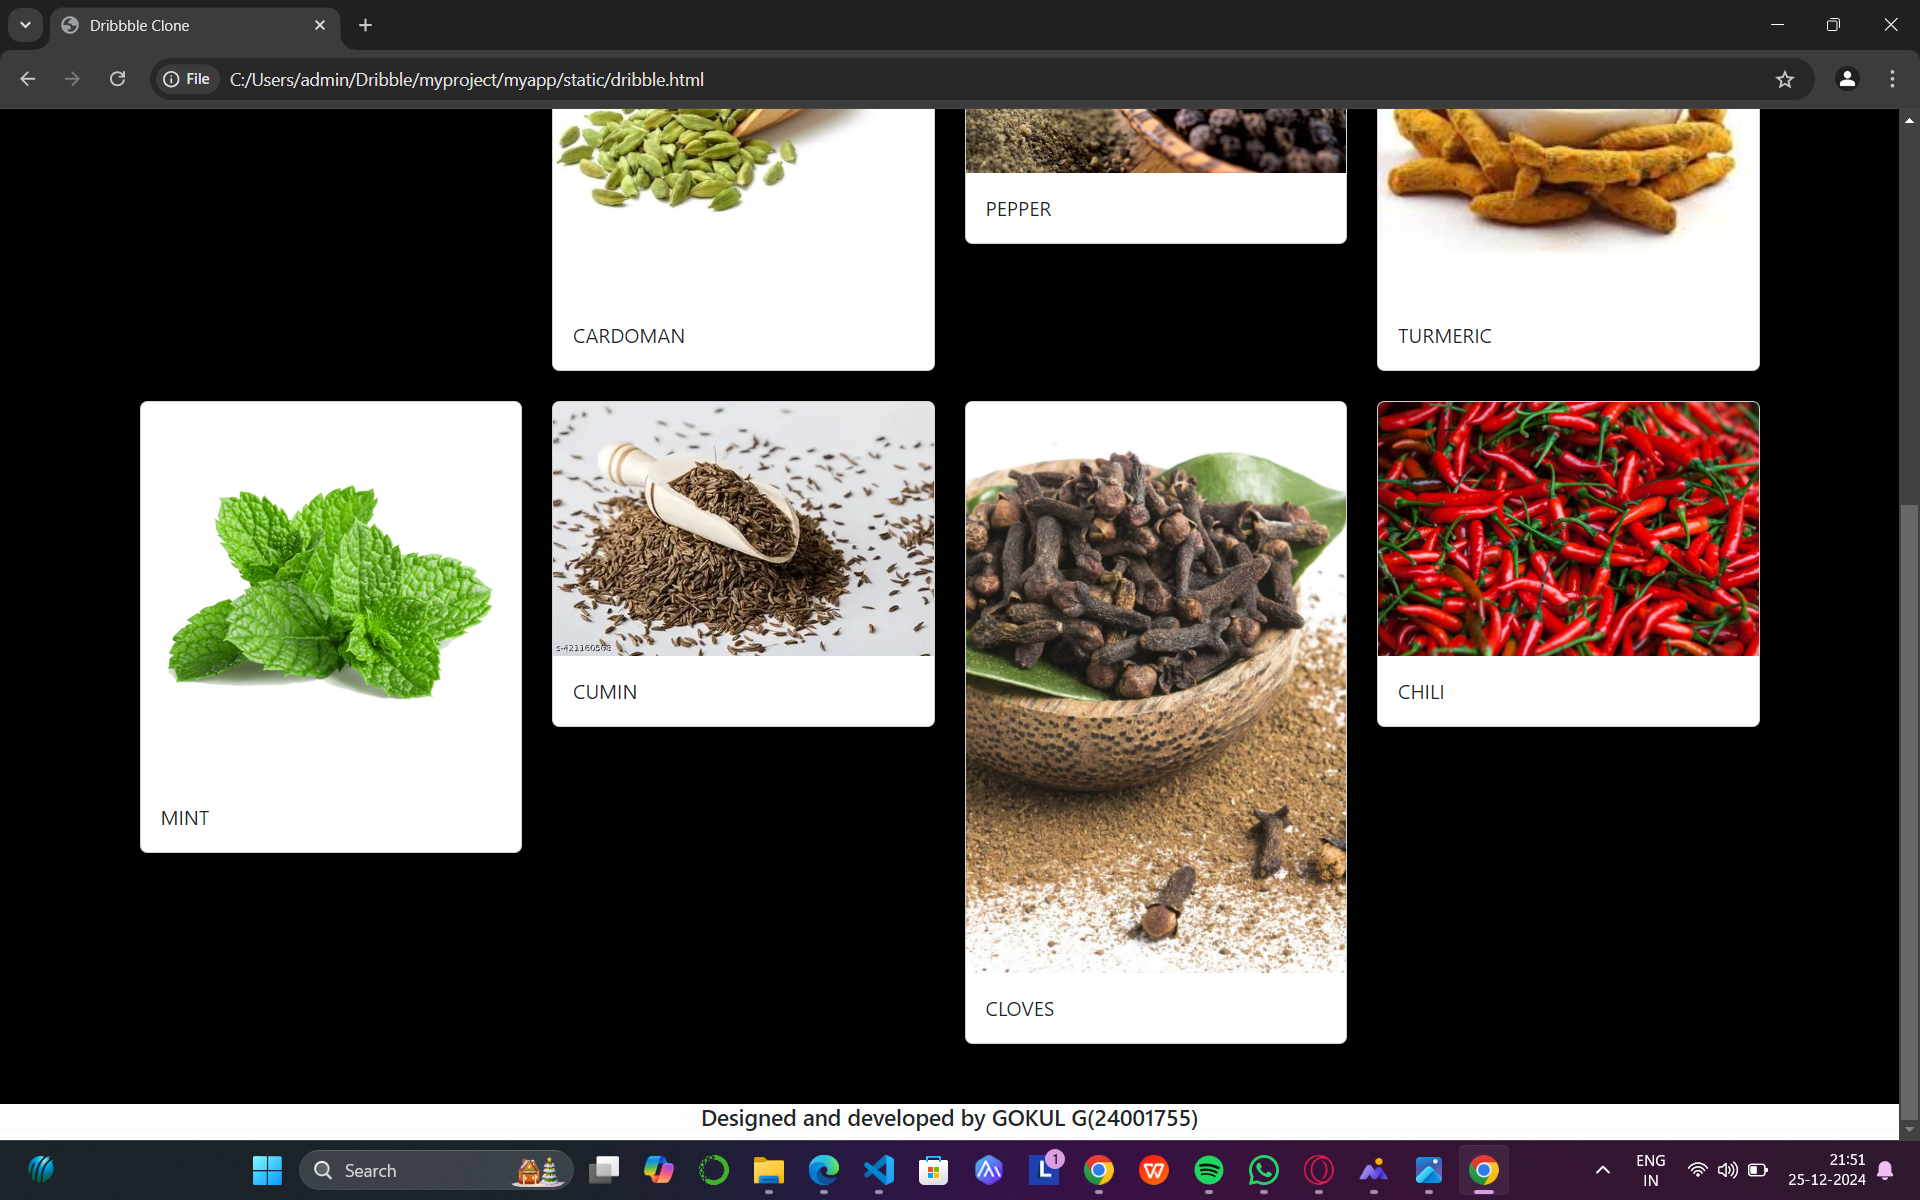 Dribbble Clone
File
C:/Users/admin/Dribble/myproject/myapp/static/dribble.html
PEPPER
CARDOMAN
TURMERIC
s-421160503
CUMIN
CHILI
MINT
CLOVES
Designed and developed by GOKUL G(24001755)
Search
L
1
W
ENG
IN
21:51
25-12-2024